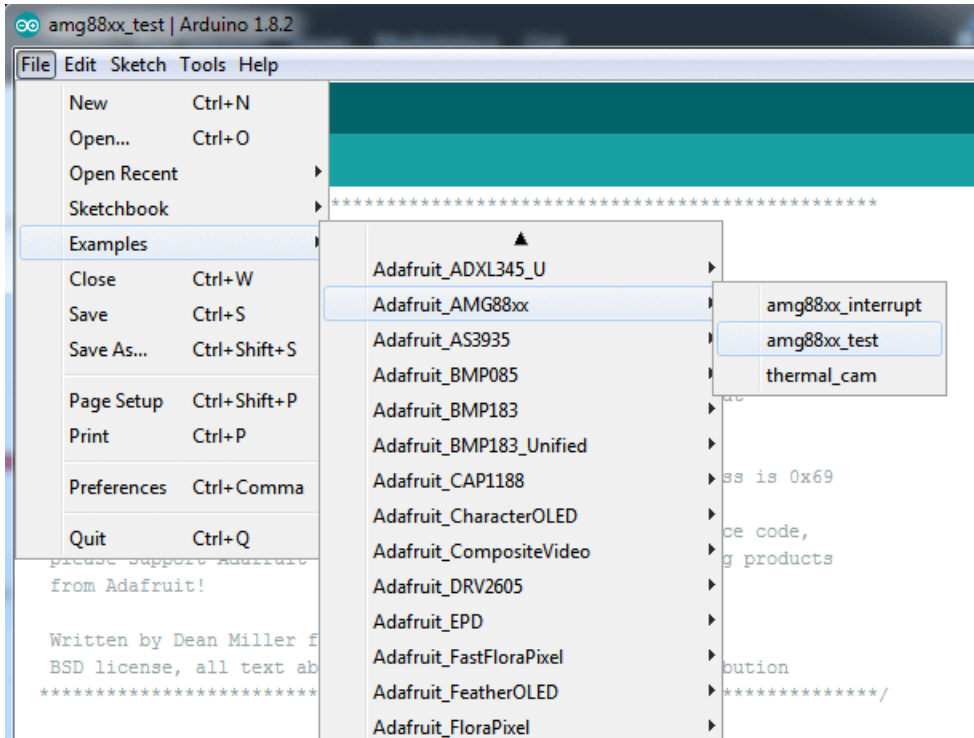 amg88xx_test | Arduino 1.8.2
File Edit Sketch Tools Help
New Ctrl+N
Open... Ctrl+O
Open Recent
Sketchbook
Examples
Close Ctrl+W
Save Ctrl+S
Save As... Ctrl+Shift+S
Page Setup Ctrl+Shift+P
Print Ctrl+P
Preferences Ctrl+Comma
Quit Ctrl+Q
Adafruit_ADXL345_U
Adafruit_AMG88xx
Adafruit_AS3935
Adafruit_BMP085
Adafruit_BMP183
Adafruit_BMP183_Unified
Adafruit_CAP1188
Adafruit_CharacterOLED
Adafruit_CompositeVideo
Adafruit_DRV2605
Adafruit_EPD
Adafruit_FastFloraPixel
Adafruit_FeatherOLED
Adafruit_FloraPixel
amg88xx_interrupt
amg88xx_test
thermal_cam
**************************************************
ss is 0x69
ce code,
please support Adafruit g products
from Adafruit!
Written by Dean Miller f
BSD license, all text ab bution
************************* **************/